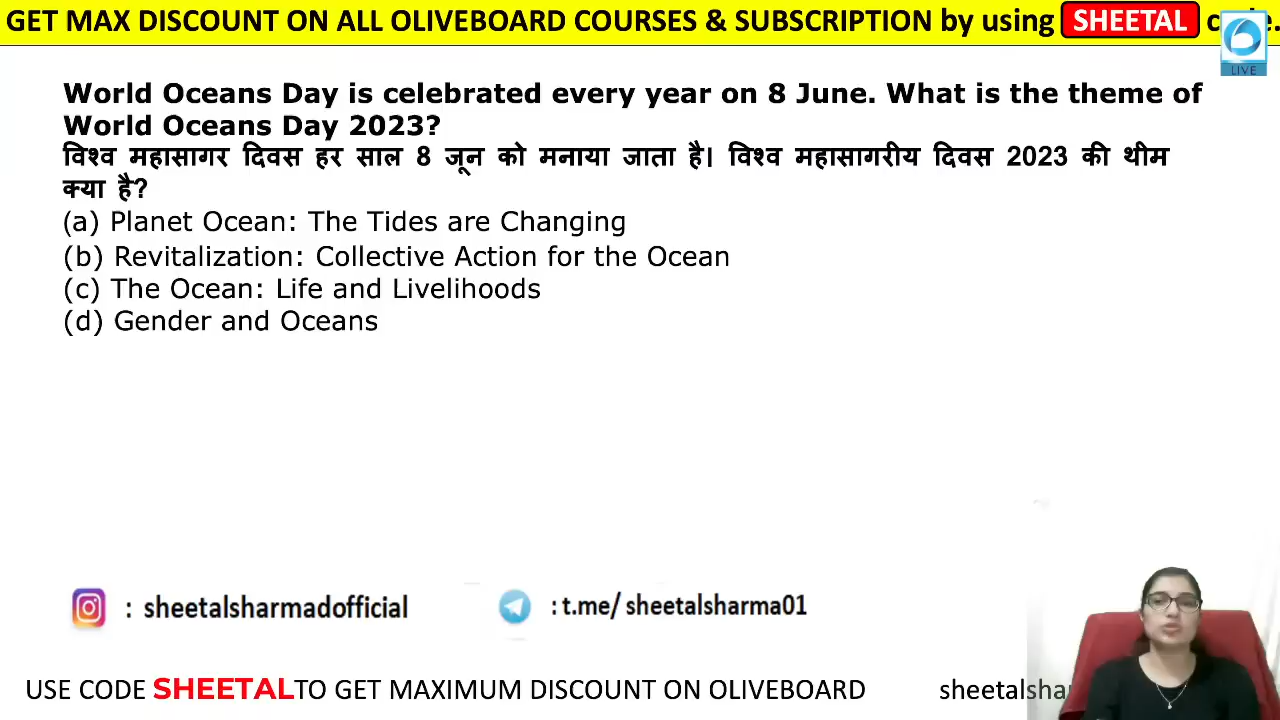 GET MAX DISCOUNT ON ALL OLIVEBOARD COURSES & SUBSCRIPTION by using SHEETAL
LIVE
World Oceans Day is celebrated every year on 8 June. What is the theme of
World Oceans Day 2023?
विश्व महासागर दिवस हर साल 8 जून को मनाया जाता है। विश्व महासागरीय दिवस 2023 की थीम
क्या है?
(a) Planet Ocean: The Tides are Changing
(b) Revitalization: Collective Action for the Ocean
(c) The Ocean: Life and Livelihoods
(d) Gender and Oceans
: sheetalsharmadofficial
: t.me/ sheetalsharma01
USE CODE SHEETALTO GET MAXIMUM DISCOUNT ON OLIVEBOARD